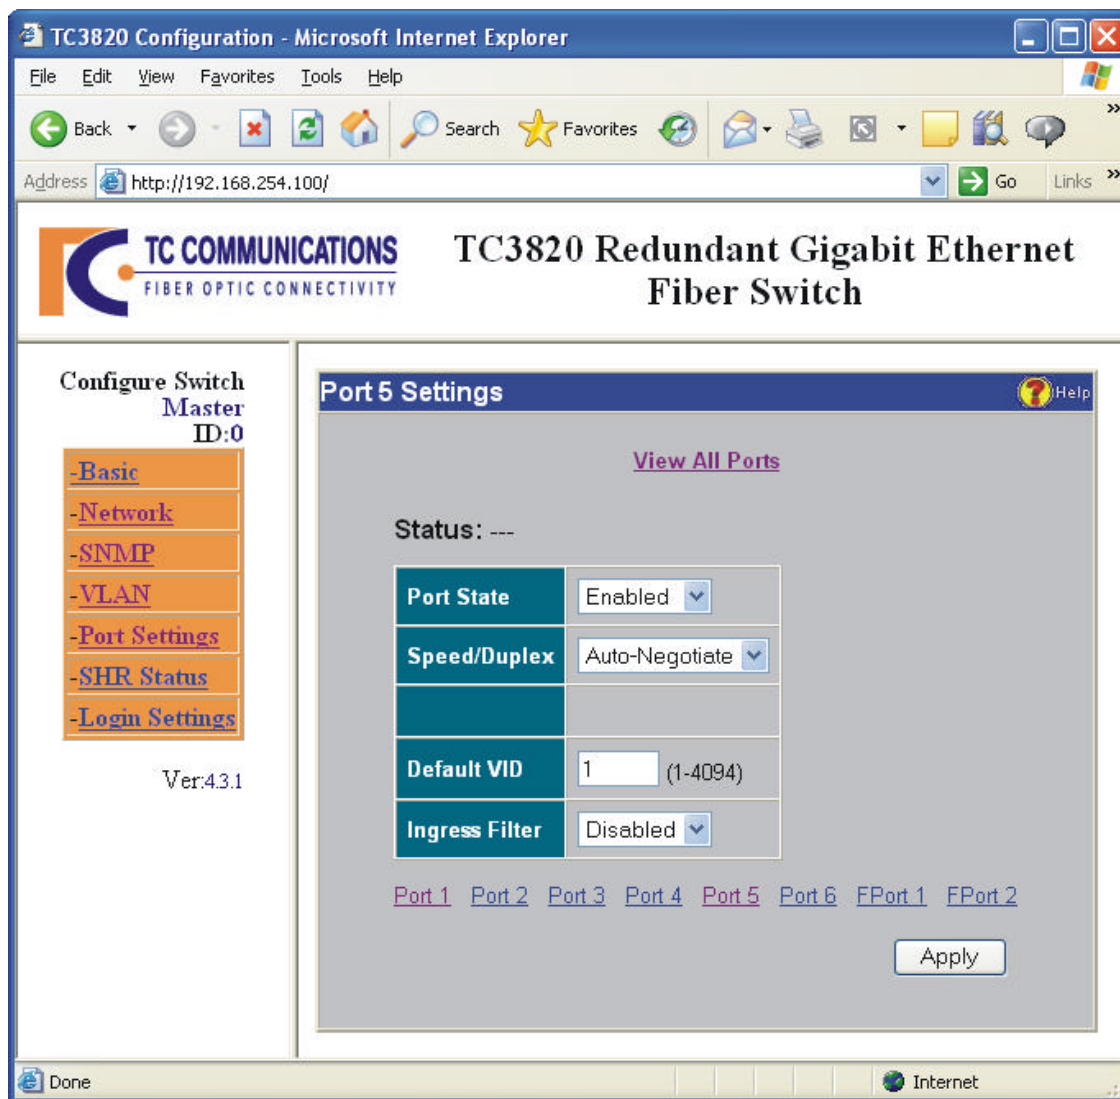 TC3820 Configuration - Microsoft Internet Explorer
File Edit View Favorites Tools Help
Back Search Favorites
Address http://192.168.254.100/ Go Links
TC COMMUNICATIONS
FIBER OPTIC CONNECTIVITY
TC3820 Redundant Gigabit Ethernet
Fiber Switch
Configure Switch
Master
ID:0
-Basic
-Network
-SNMP
-VLAN
-Port Settings
-SHR Status
-Login Settings
Ver:4.3.1
Port 5 Settings
Help
View All Ports
Status: ---
Port State Enabled
Speed/Duplex Auto-Negotiate
Default VID 1 (1-4094)
Ingress Filter Disabled
Port 1 Port 2 Port 3 Port 4 Port 5 Port 6 FPort 1 FPort 2
Apply
Done Internet